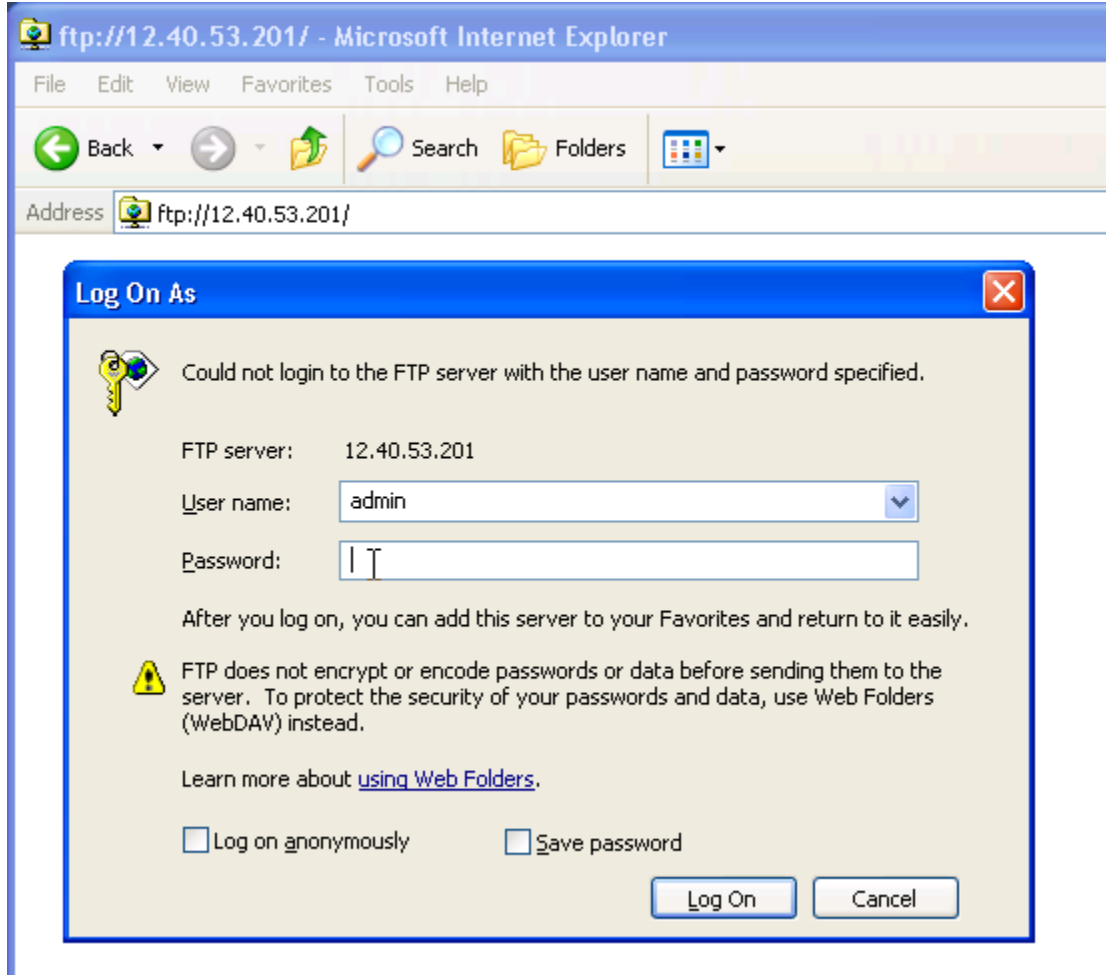 ftp://12.40.53.201/ - Microsoft Internet Explorer
File Edit View Favorites Tools Help
Back Search Folders
Address ftp://12.40.53.201/
Log On As
Could not login to the FTP server with the user name and password specified.
FTP server: 12.40.53.201
User name: admin
Password:
After you log on, you can add this server to your Favorites and return to it easily.
FTP does not encrypt or encode passwords or data before sending them to the
server. To protect the security of your passwords and data, use Web Folders
(WebDAV) instead.
Learn more about using Web Folders.
Log on anonymously Save password
Log On Cancel